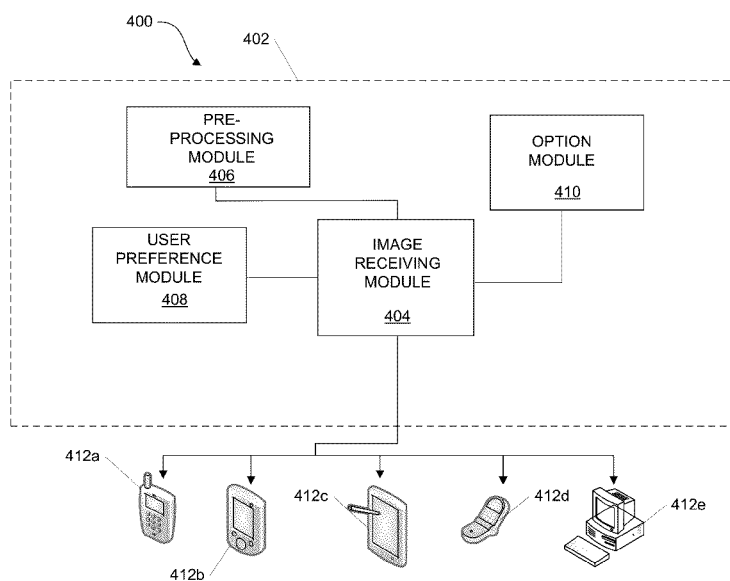 400
402
PRE-
PROCESSING
MODULE
406
OPTION
MODULE
410
USER
PREFERENCE
MODULE
408
IMAGE
RECEIVING
MODULE
404
412a
412b
412c
412d
412e